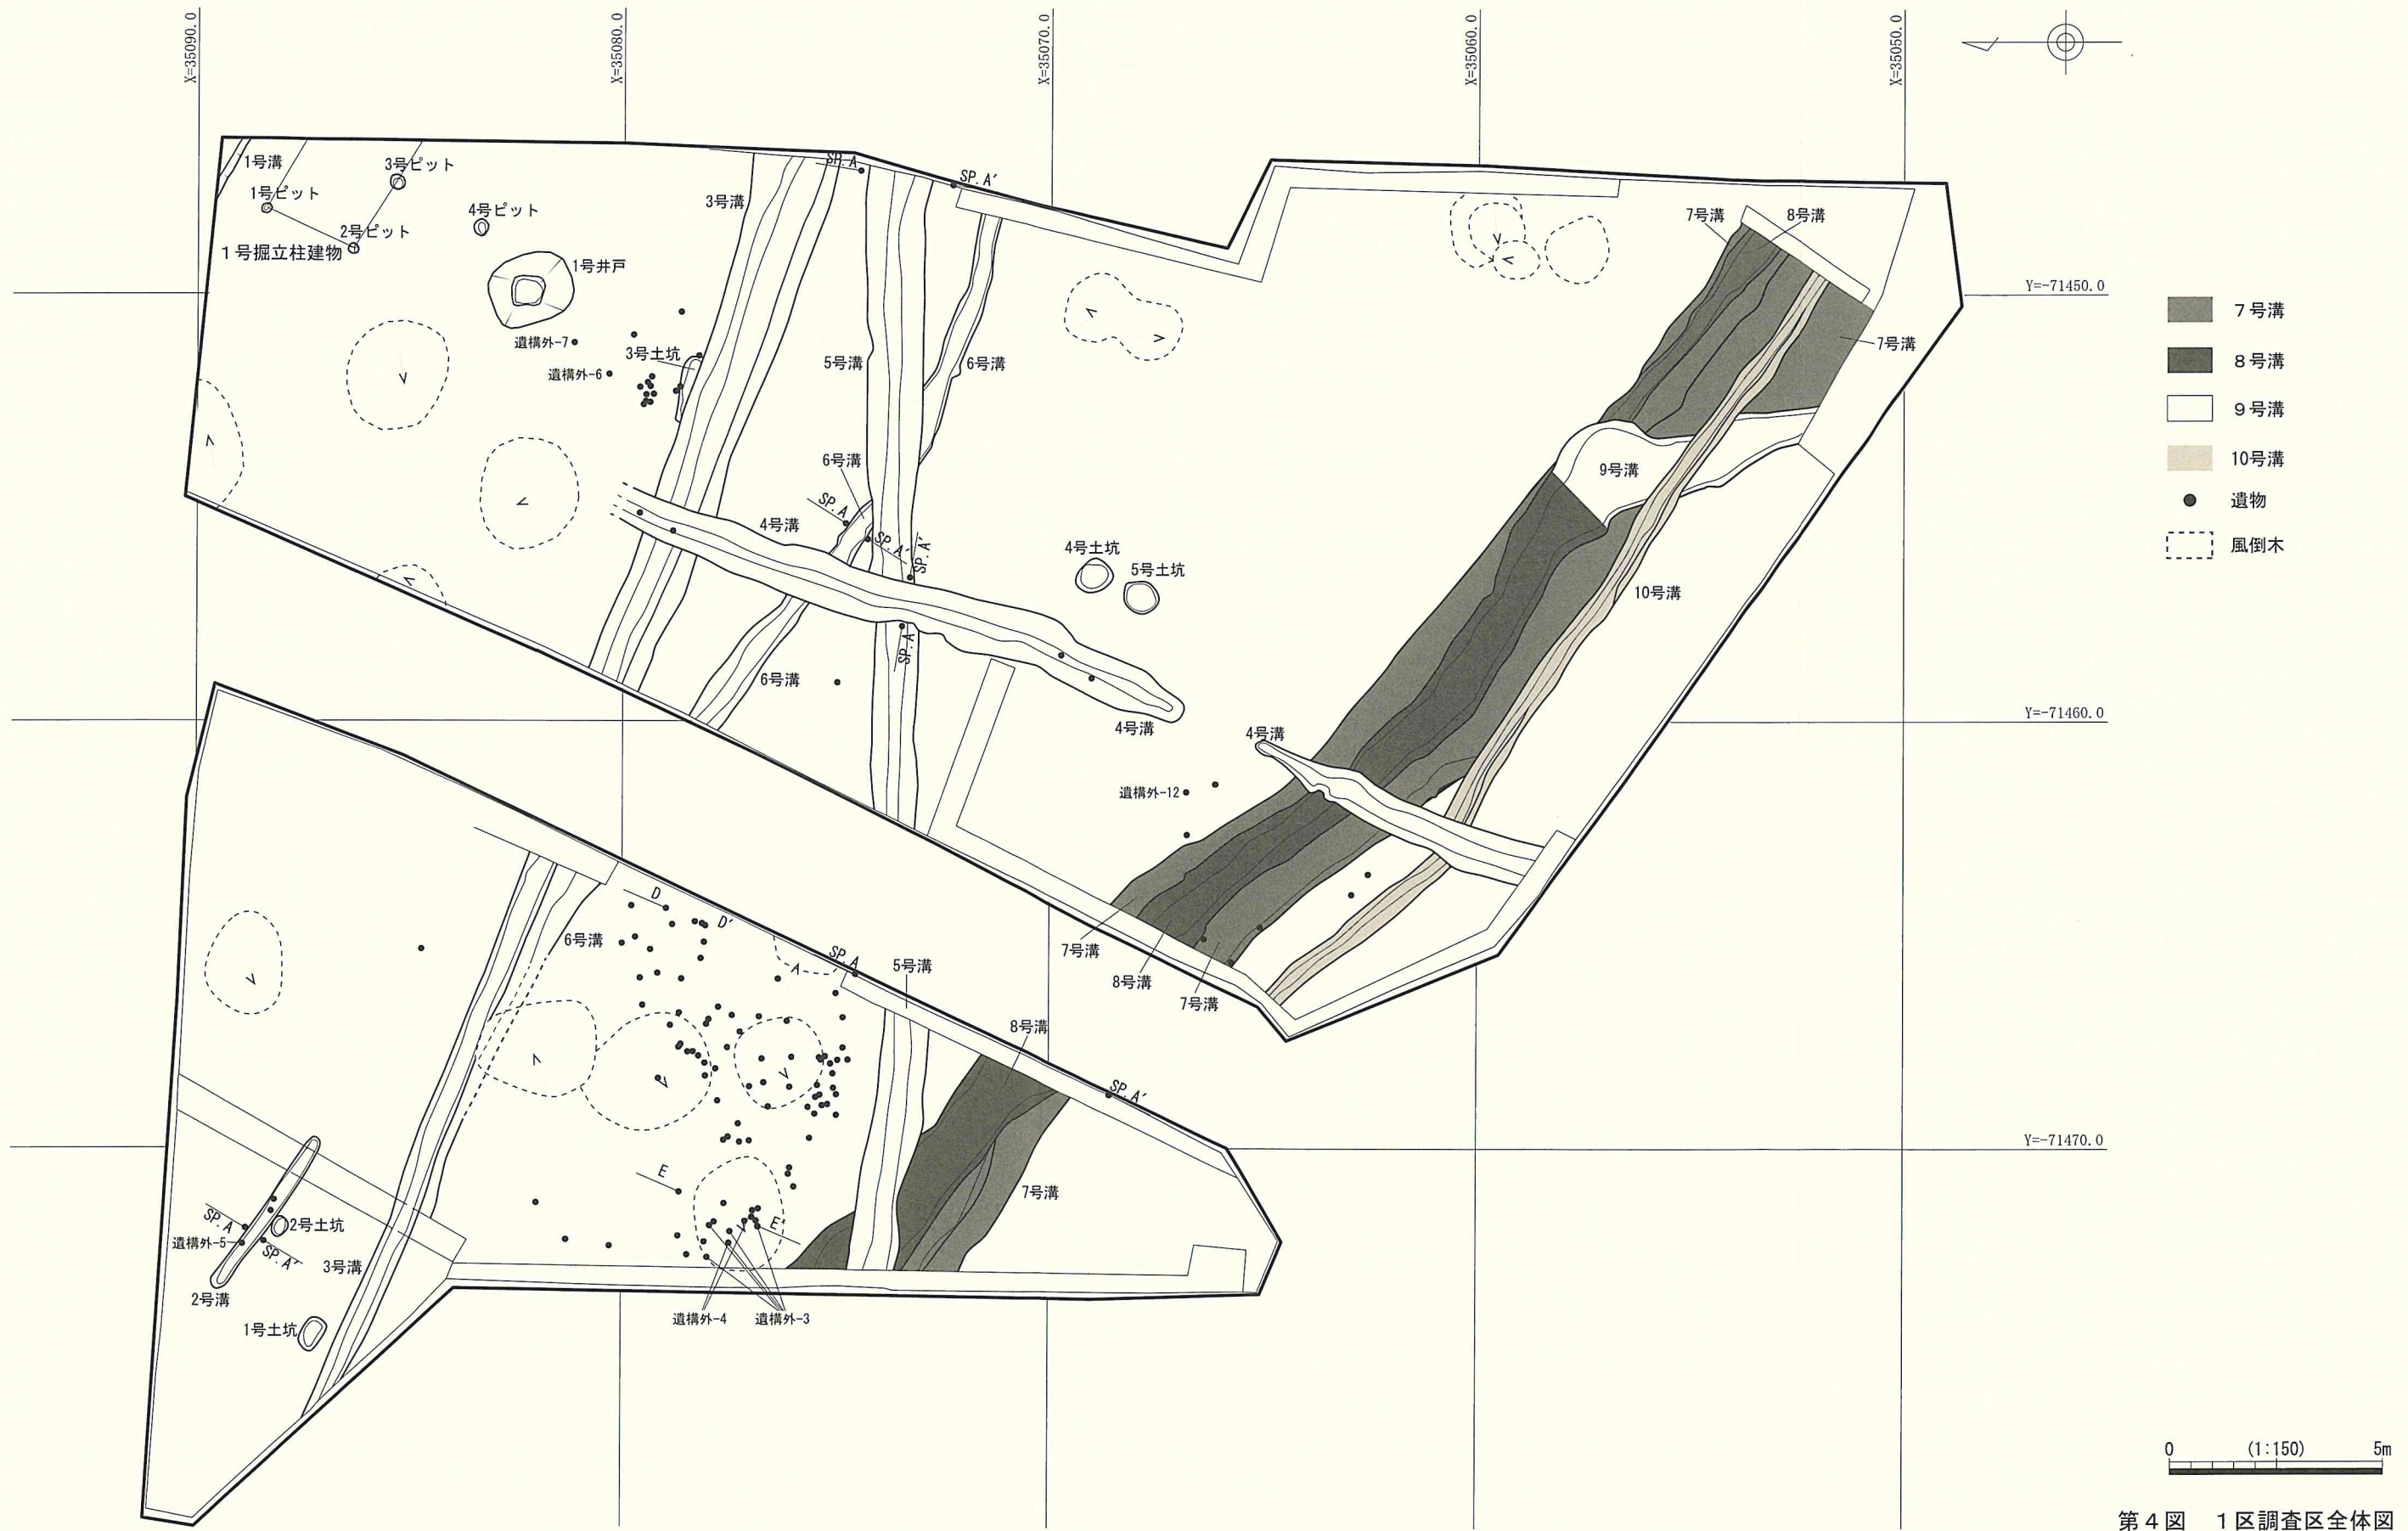 X=35090.0
X=35080.0
X=35070.0
X=35060.0
X=35050.0
1号溝
3号ピット
1号ピット
4号ピット
2号ピット
1号掘立柱建物
1号井戸
3号溝
SP.A
SP.A′
7号溝
8号溝
Y=-71450.0
7号溝
遺構外-7
3号土坑
遺構外-6
5号溝
6号溝
6号溝
SP.A
4号溝
SP.A′
SP.A′
9号溝
4号土坑
5号土坑
10号溝
SP.A
6号溝
4号溝
4号溝
Y=-71460.0
遺構外-12
7号溝
8号溝
7号溝
D
D′
6号溝
SP.A
5号溝
8号溝
SP.A′
Y=-71470.0
E
E′
7号溝
SP.A
2号土坑
遺構外-5
SP.A′
3号溝
2号溝
1号土坑
遺構外-4
遺構外-3
7号溝
8号溝
9号溝
10号溝
遺物
風倒木
0 (1:150) 5m
第4図 1区調査区全体図